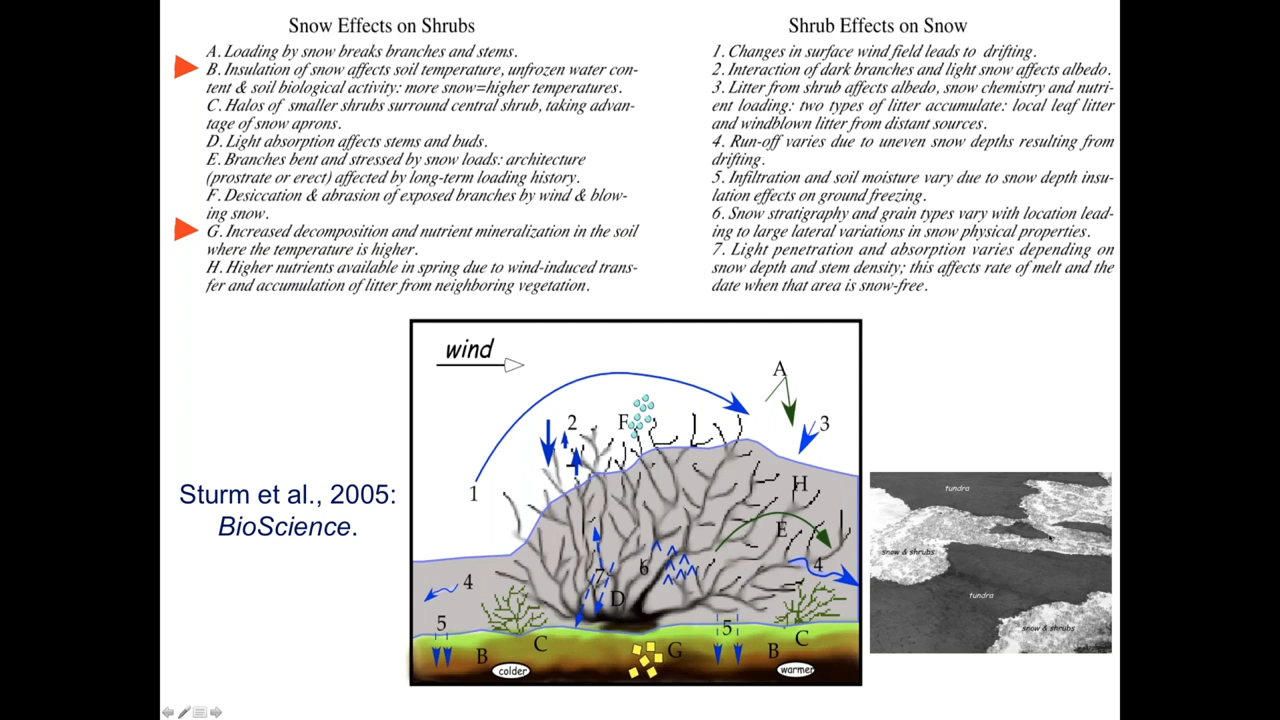 Snow Effects on Shrubs
A. Loading by snow breaks branches and stems.
B. Insulation of snow affects soil temperature, unfrozen water con-
tent & soil biological activity: more snow=higher temperatures.
C. Halos of smaller shrubs surround central shrub, taking advan-
tage of snow aprons.
D. Light absorption affects stems and buds.
E. Branches bent and stressed by snow loads: architecture
(prostrate or erect) affected by long-term loading history.
F. Desiccation & abrasion of exposed branches by wind & blow-
ing snow.
G. Increased decomposition and nutrient mineralization in the soil
where the temperature is higher.
H. Higher nutrients available in spring due to wind-induced trans-
fer and accumulation of litter from neighboring vegetation.
Shrub Effects on Snow
1. Changes in surface wind field leads to drifting.
2. Interaction of dark branches and light snow affects albedo.
3. Litter from shrub affects albedo, snow chemistry and nutri-
ent loading: two types of litter accumulate: local leaf litter
and windblown litter from distant sources.
4. Run-off varies due to uneven snow depths resulting from
drifting.
5. Infiltration and soil moisture vary due to snow depth insu-
lation effects on ground freezing.
6. Snow stratigraphy and grain types vary with location lead-
ing to large lateral variations in snow physical properties.
7. Light penetration and absorption varies depending on
snow depth and stem density; this affects rate of melt and the
date when that area is snow-free.
wind
A
2
F
3
1
H
E
4
6
7
4
D
5
5
C
C
B
G
B
colder
warmer
Sturm et al., 2005:
BioScience.
tundra
snow & shrubs
tundra
snow & shrubs